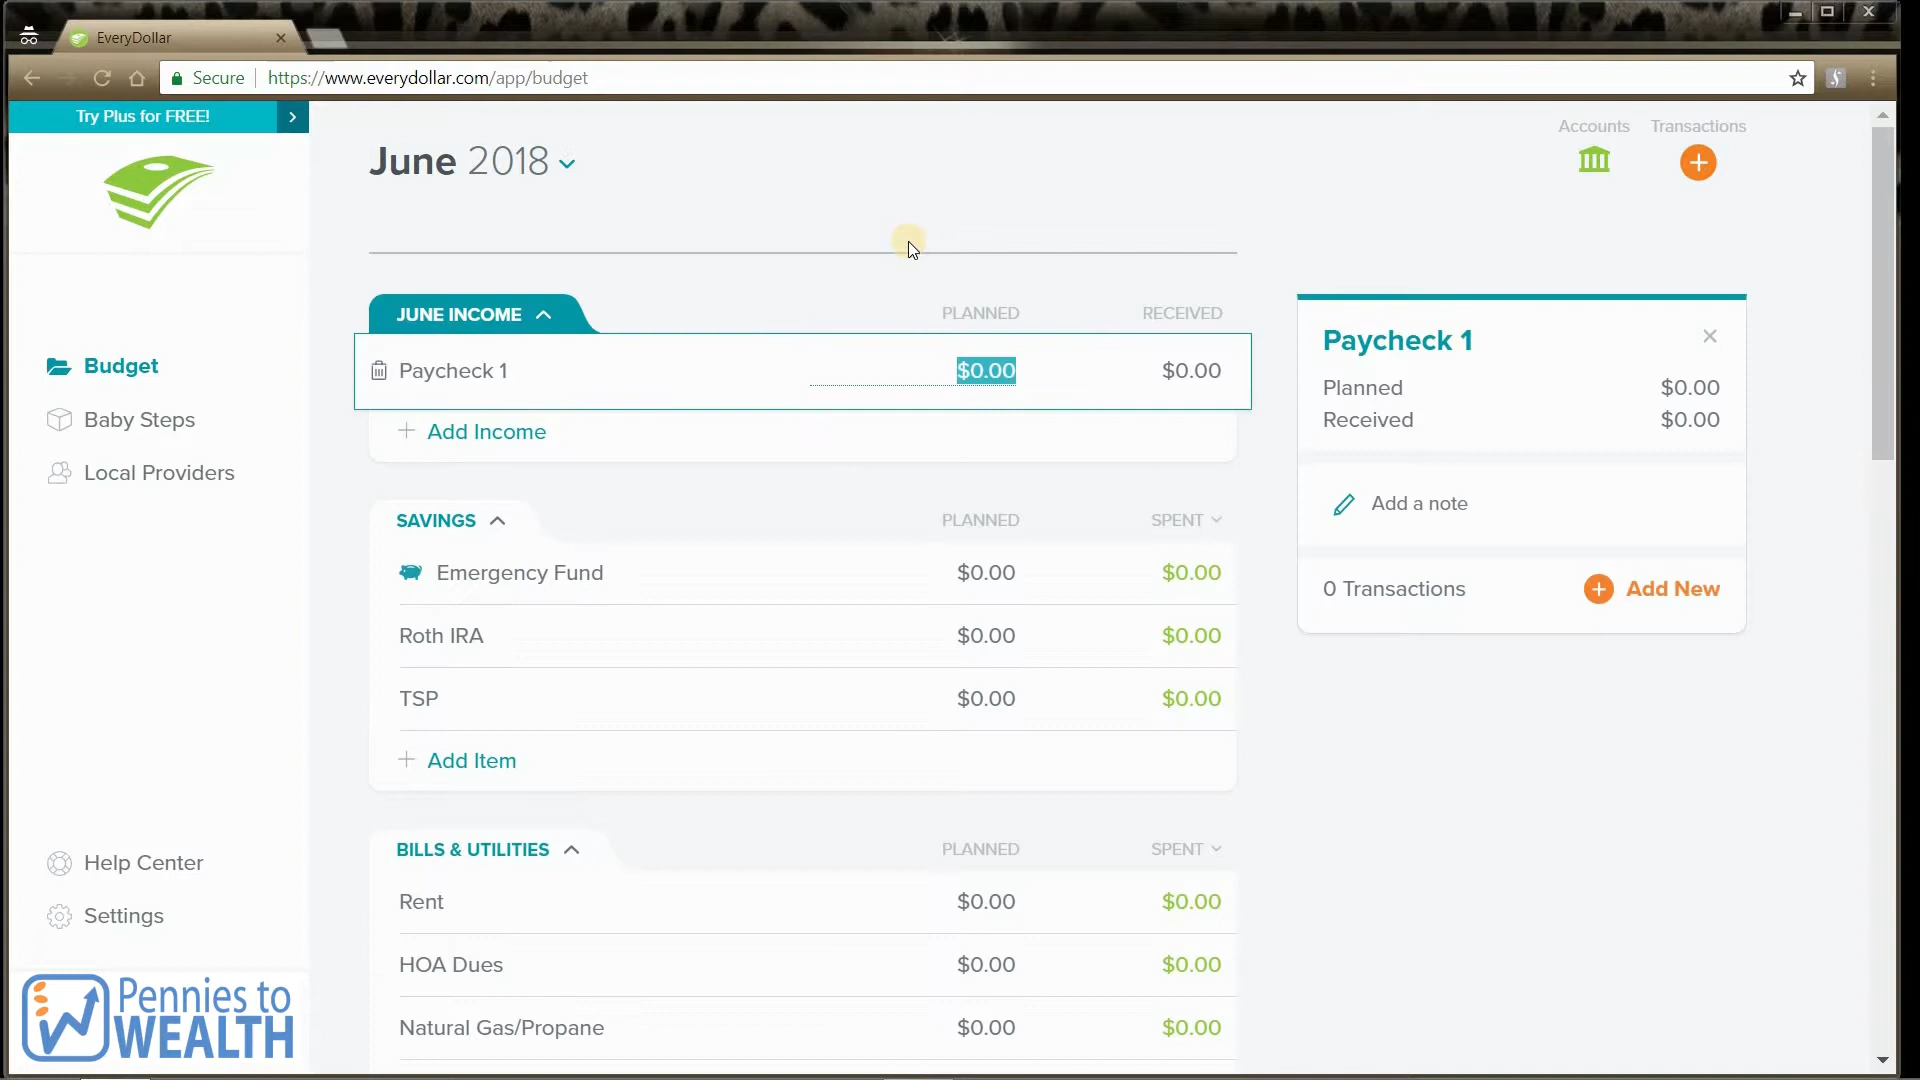 EveryDollar
Secure https://www.everydollar.com/app/budget
Try Plus for FREE!
Accounts Transactions
June 2018
JUNE INCOME PLANNED RECEIVED
Paycheck 1 $0.00 $0.00
Add Income
SAVINGS PLANNED SPENT
Emergency Fund $0.00 $0.00
Roth IRA $0.00 $0.00
TSP $0.00 $0.00
Add Item
BILLS & UTILITIES PLANNED SPENT
Rent $0.00 $0.00
HOA Dues $0.00 $0.00
Natural Gas/Propane $0.00 $0.00
Paycheck 1
Planned $0.00
Received $0.00
Add a note
0 Transactions Add New
Budget
Baby Steps
Local Providers
Help Center
Settings
Pennies to
WEALTH